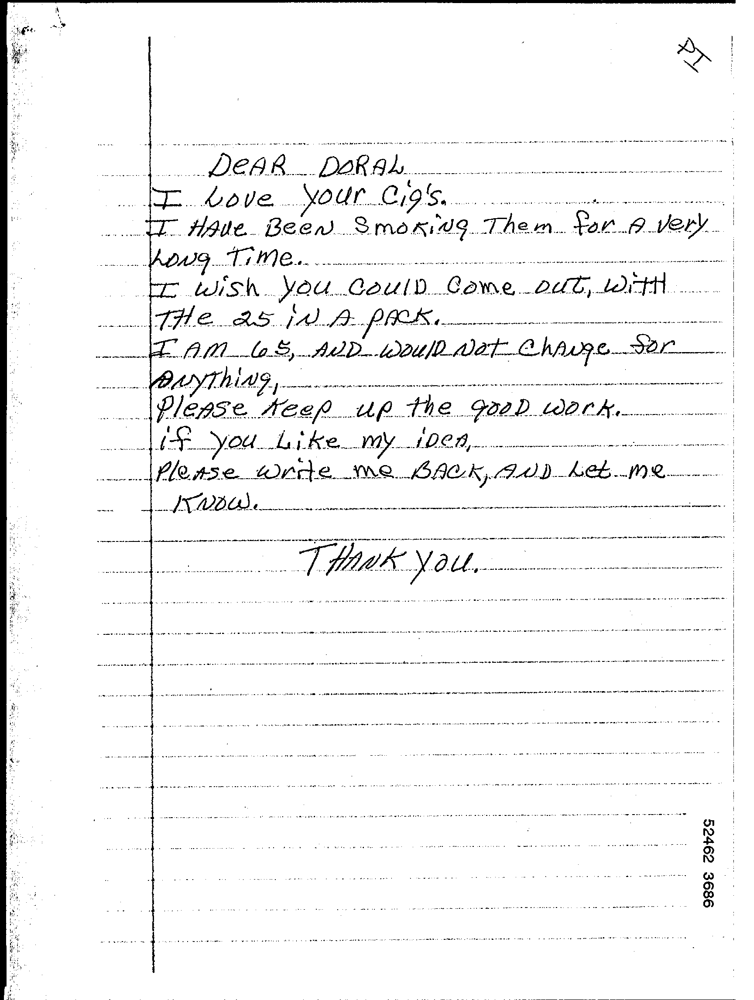 PI
DeAR DORAL
I Love your Cig's.
I HAve Been Smoking Them for A very
Long Time.
I wish you could Come out, with
THe 25 iN A pAcK.
I AM 65, AND would Not Change for
Anything,
Please Keep up the gooD work.
if you Like my iDeA,
Please write me BACK, AND Let me
KNow.
THANK you.
52462 3686